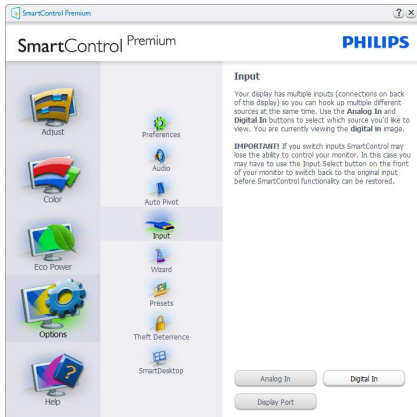 SmartControl Premium
SmartControl Premium
PHILIPS
Adjust
Color
Eco Power
Options
Help
Preferences
Audio
Auto Pivot
Input
Wizard
Presets
Theft Deterrence
SmartDesktop
Input
Your display has multiple inputs (connections on back
of this display) so you can hook up multiple different
sources at the same time. Use the Analog In and
Digital In buttons to select which source you'd like to
view. You are currently viewing the digital in image.
IMPORTANT! If you switch inputs SmartControl may
lose the ability to control your monitor. In this case you
may have to use the Input Select button on the front
of your monitor to switch back to the original input
before SmartControl functionality can be restored.
Analog In
Digital In
Display Port